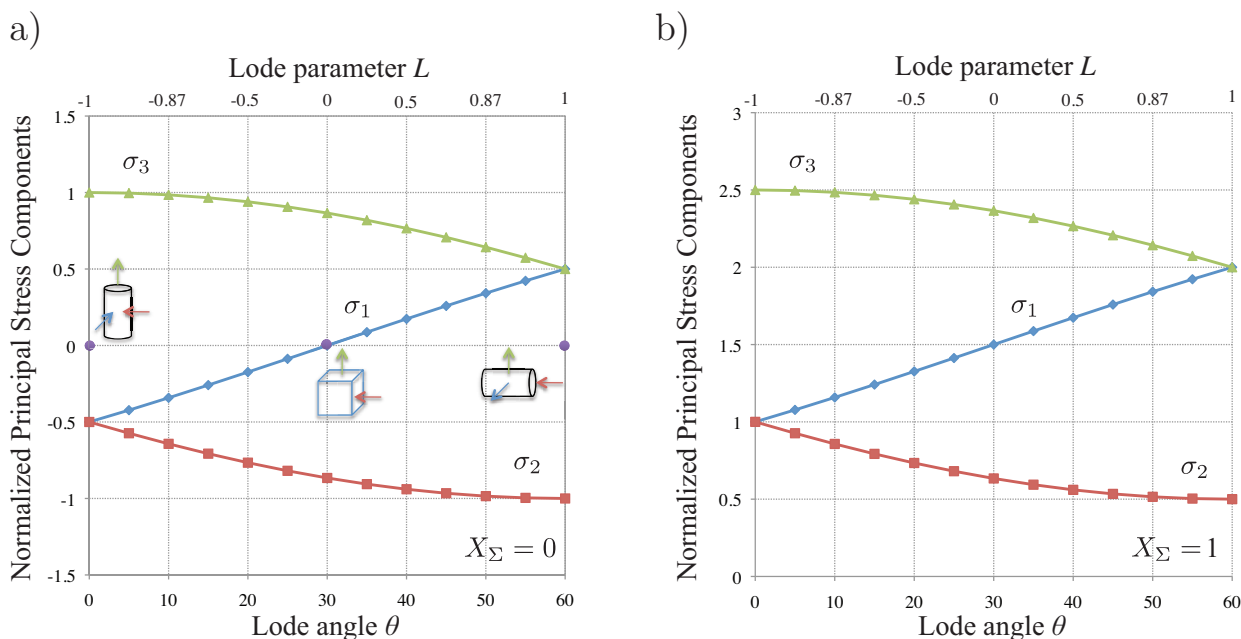 a)
Lode parameter L
-1 -0.87 -0.5 0 0.5 0.87 1
Normalized Principal Stress Components
1.5
1
0.5
0
-0.5
-1
-1.5
σ3
σ1
σ2
XΣ = 0
0 10 20 30 40 50 60
Lode angle θ
b)
Lode parameter L
-1 -0.87 -0.5 0 0.5 0.87 1
Normalized Principal Stress Components
3
2.5
2
1.5
1
0.5
0
σ3
σ1
σ2
XΣ = 1
0 10 20 30 40 50 60
Lode angle θ